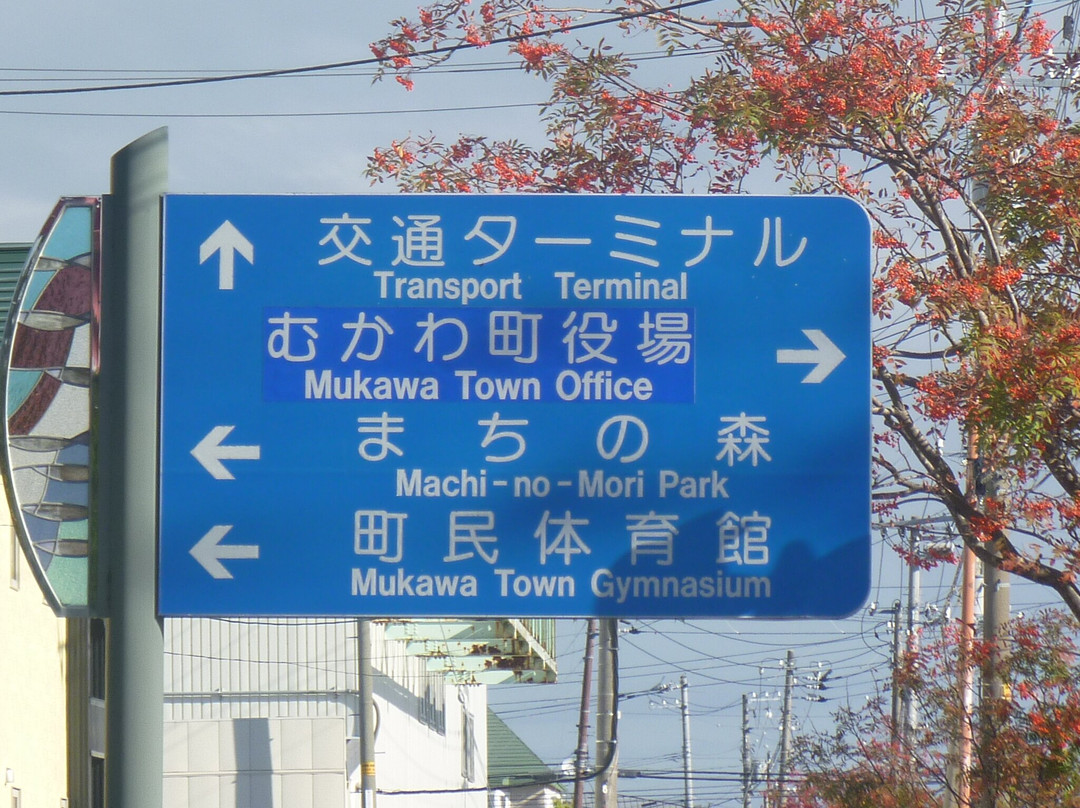 交通ターミナル
Transport Terminal
むかわ町役場
Mukawa Town Office
まちの森
Machi-no-Mori Park
町民体育館
Mukawa Town Gymnasium